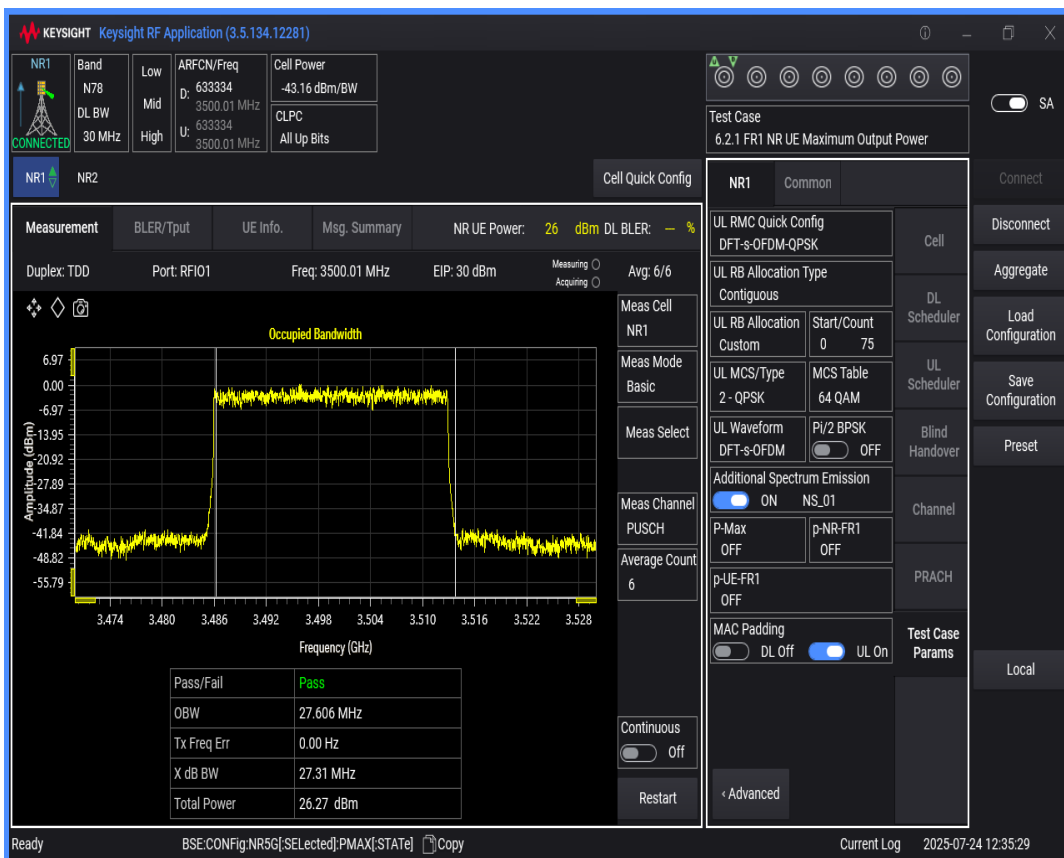 KEYSIGHT Keysight RF Application (3.5.134.12281)
NR1
CONNECTED
Band
N78
DL BW
30 MHz
Low
Mid
High
ARFCN/Freq
D: 633334
3500.01 MHz
U: 633334
3500.01 MHz
Cell Power
-43.16 dBm/BW
CLPC
All Up Bits
Test Case
6.2.1 FR1 NR UE Maximum Output Power
SA
NR1 NR2 Cell Quick Config
Measurement BLER/Tput UE Info. Msg. Summary NR UE Power: 26 dBm DL BLER: — %
Duplex: TDD Port: RFIO1 Freq: 3500.01 MHz EIP: 30 dBm Measuring Acquiring Avg: 6/6
Occupied Bandwidth
Amplitude (dBm)
6.97
0.00
-6.97
-13.95
-20.92
-27.89
-34.87
-41.84
-48.82
-55.79
3.474 3.480 3.486 3.492 3.498 3.504 3.510 3.516 3.522 3.528
Frequency (GHz)
Pass/Fail Pass
OBW 27.606 MHz
Tx Freq Err 0.00 Hz
X dB BW 27.31 MHz
Total Power 26.27 dBm
Meas Cell
NR1
Meas Mode
Basic
Meas Select
Meas Channel
PUSCH
Average Count
6
Continuous
Off
Restart
NR1 Common
UL RMC Quick Config
DFT-s-OFDM-QPSK
UL RB Allocation Type
Contiguous
UL RB Allocation
Custom
Start/Count
0 75
UL MCS/Type
2 - QPSK
MCS Table
64 QAM
UL Waveform
DFT-s-OFDM
Pi/2 BPSK
OFF
Additional Spectrum Emission
ON NS_01
P-Max
OFF
p-NR-FR1
OFF
p-UE-FR1
OFF
MAC Padding
DL Off UL On
‹ Advanced
Cell
DL
Scheduler
UL
Scheduler
Blind
Handover
Channel
PRACH
Test Case
Params
Connect
Disconnect
Aggregate
Load
Configuration
Save
Configuration
Preset
Local
Ready BSE:CONFig:NR5G[:SELected]:PMAX[:STATe] Copy Current Log 2025-07-24 12:35:29